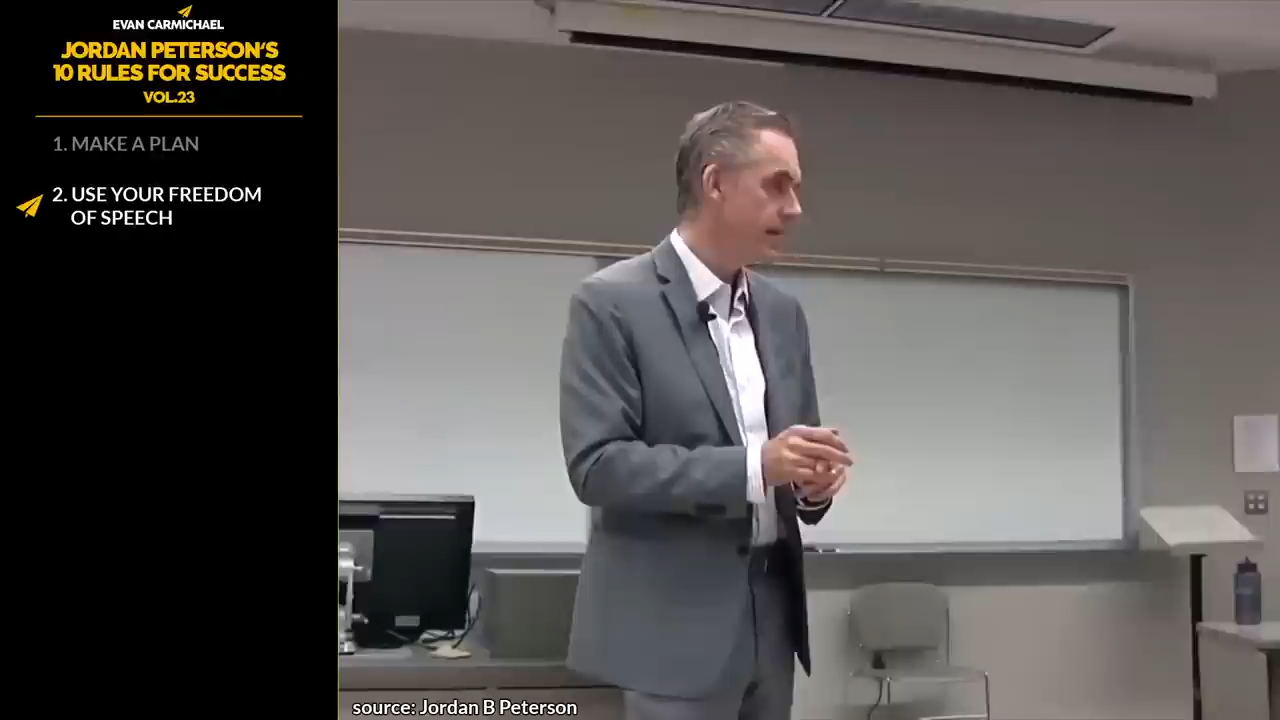 EVAN CARMICHAEL
JORDAN PETERSON'S
10 RULES FOR SUCCESS
VOL.23
1. MAKE A PLAN
2. USE YOUR FREEDOM
OF SPEECH
source: Jordan B Peterson